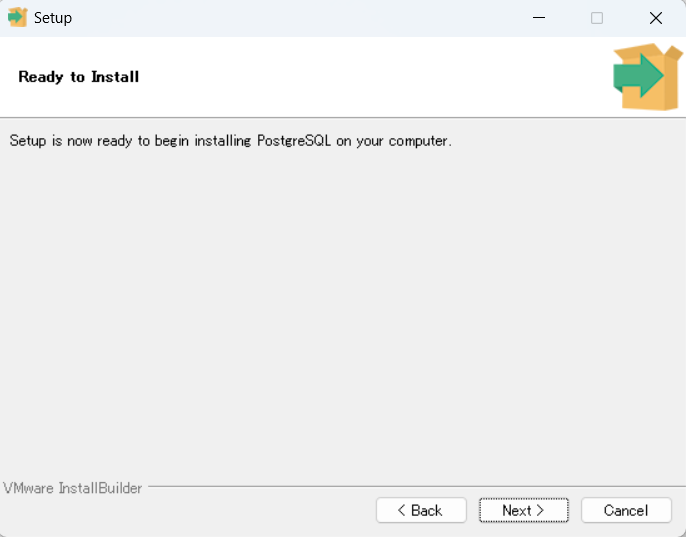 Setup
Ready to Install
Setup is now ready to begin installing PostgreSQL on your computer.
VMware InstallBuilder
< Back
Next >
Cancel